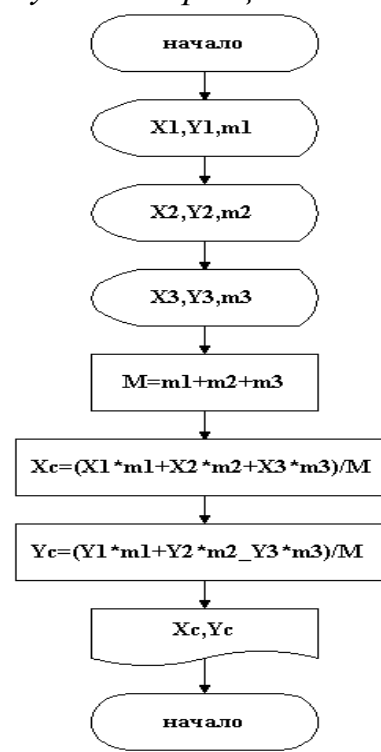 начало
X1,Y1,m1
X2,Y2,m2
X3,Y3,m3
M=m1+m2+m3
Xc=(X1*m1+X2*m2+X3*m3)/M
Yc=(Y1*m1+Y2*m2_Y3*m3)/M
Xc,Yc
начало